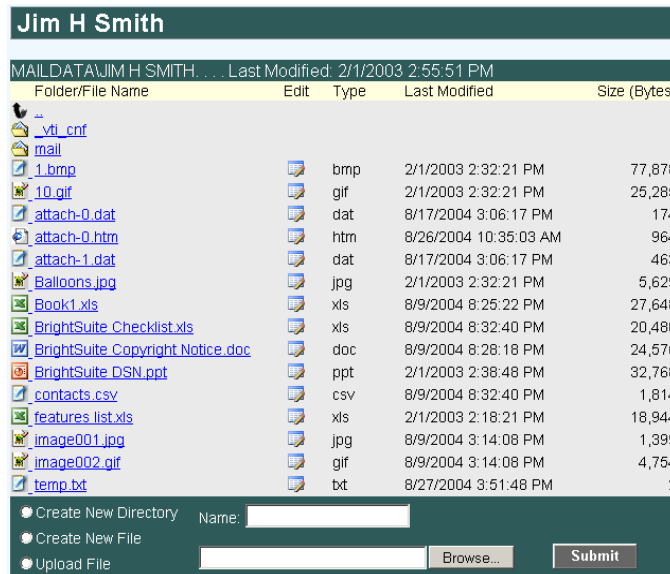 Jim H Smith
MAILDATA\JIM H SMITH. . . . Last Modified: 2/1/2003 2:55:51 PM
Folder/File Name Edit Type Last Modified Size (Bytes
..
_vti_cnf
mail
1.bmp bmp 2/1/2003 2:32:21 PM 77,878
10.gif gif 2/1/2003 2:32:21 PM
attach-0.dat dat 8/17/2004 3:06:17 PM 174
attach-0.htm htm 8/26/2004 10:35:03 AM 964
attach-1.dat dat 8/17/2004 3:06:17 PM
Balloons.jpg jpg 2/1/2003 2:32:21 PM
Book1.xls xls 8/9/2004 8:25:22 PM 27,648
BrightSuite Checklist.xls xls 8/9/2004 8:32:40 PM 20,480
BrightSuite Copyright Notice.doc doc 8/9/2004 8:28:18 PM 24,576
BrightSuite DSN.ppt ppt 2/1/2003 2:38:48 PM 32,768
contacts.csv csv 8/9/2004 8:32:40 PM 1,814
features list.xls xls 2/1/2003 2:18:21 PM 18,944
image001.jpg jpg 8/9/2004 3:14:08 PM
image002.gif gif 8/9/2004 3:14:08 PM 4,754
temp.txt txt 8/27/2004 3:51:48 PM
Create New Directory Name:
Create New File
Upload File Browse... Submit